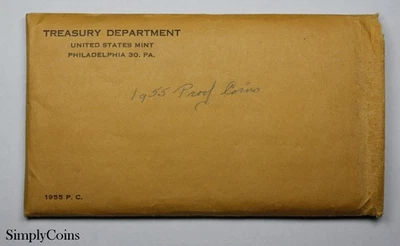 TREASURY DEPARTMENT
UNITED STATES MINT
PHILADELPHIA 30, PA.
1955 Proof Coins
1955 P. C.
SimplyCoins